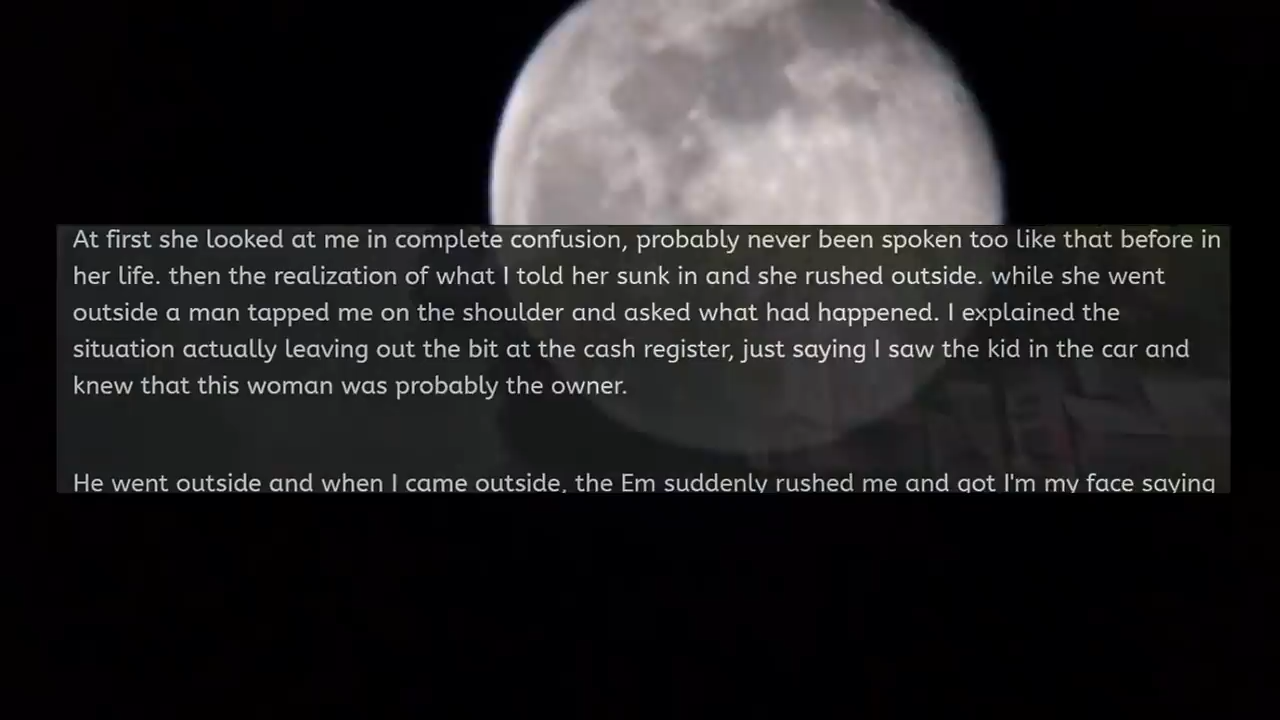 At first she looked at me in complete confusion, probably never been spoken too like that before in
her life. then the realization of what I told her sunk in and she rushed outside. while she went
outside a man tapped me on the shoulder and asked what had happened. I explained the
situation actually leaving out the bit at the cash register, just saying I saw the kid in the car and
knew that this woman was probably the owner.
He went outside and when I came outside, the Em suddenly rushed me and got I'm my face saying